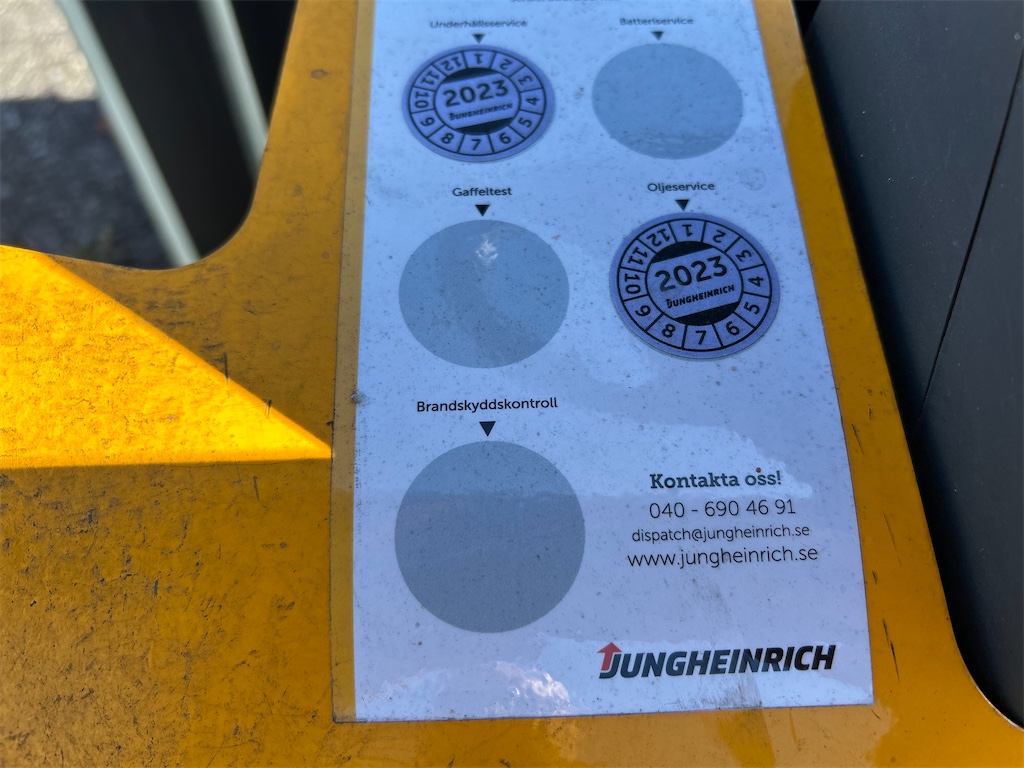 Underhållsservice
Batteriservice
12 1 2 3 4 5 6 7 8 9 10 11
2023
JUNGHEINRICH
Gaffeltest
Oljeservice
12 1 2 3 4 5 6 7 8 9 10 11
2023
JUNGHEINRICH
Brandskyddskontroll
Kontakta oss!
040 - 690 46 91
dispatch@jungheinrich.se
www.jungheinrich.se
JUNGHEINRICH